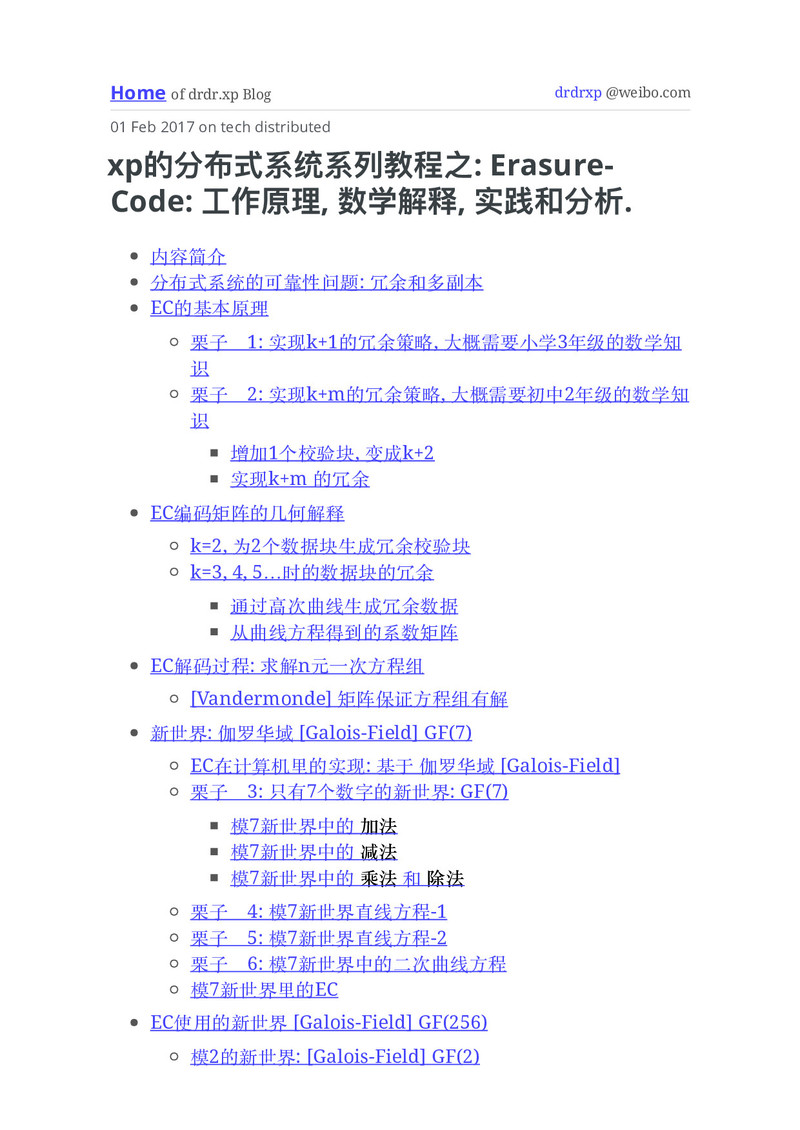 Home of drdr.xp Blog
drdrxp @weibo.com
01 Feb 2017 on tech distributed
xp的分布式系统系列教程之: Erasure-
Code: 工作原理, 数学解释, 实践和分析.
内容简介
分布式系统的可靠性问题: 冗余和多副本
EC的基本原理
栗子 1: 实现k+1的冗余策略, 大概需要小学3年级的数学知
识
栗子 2: 实现k+m的冗余策略, 大概需要初中2年级的数学知
识
增加1个校验块, 变成k+2
实现k+m 的冗余
EC编码矩阵的几何解释
k=2, 为2个数据块生成冗余校验块
k=3, 4, 5…时的数据块的冗余
通过高次曲线生成冗余数据
从曲线方程得到的系数矩阵
EC解码过程: 求解n元一次方程组
[Vandermonde] 矩阵保证方程组有解
新世界: 伽罗华域 [Galois-Field] GF(7)
EC在计算机里的实现: 基于 伽罗华域 [Galois-Field]
栗子 3: 只有7个数字的新世界: GF(7)
模7新世界中的 加法
模7新世界中的 减法
模7新世界中的 乘法 和 除法
栗子 4: 模7新世界直线方程-1
栗子 5: 模7新世界直线方程-2
栗子 6: 模7新世界中的二次曲线方程
模7新世界里的EC
EC使用的新世界 [Galois-Field] GF(256)
模2的新世界: [Galois-Field] GF(2)